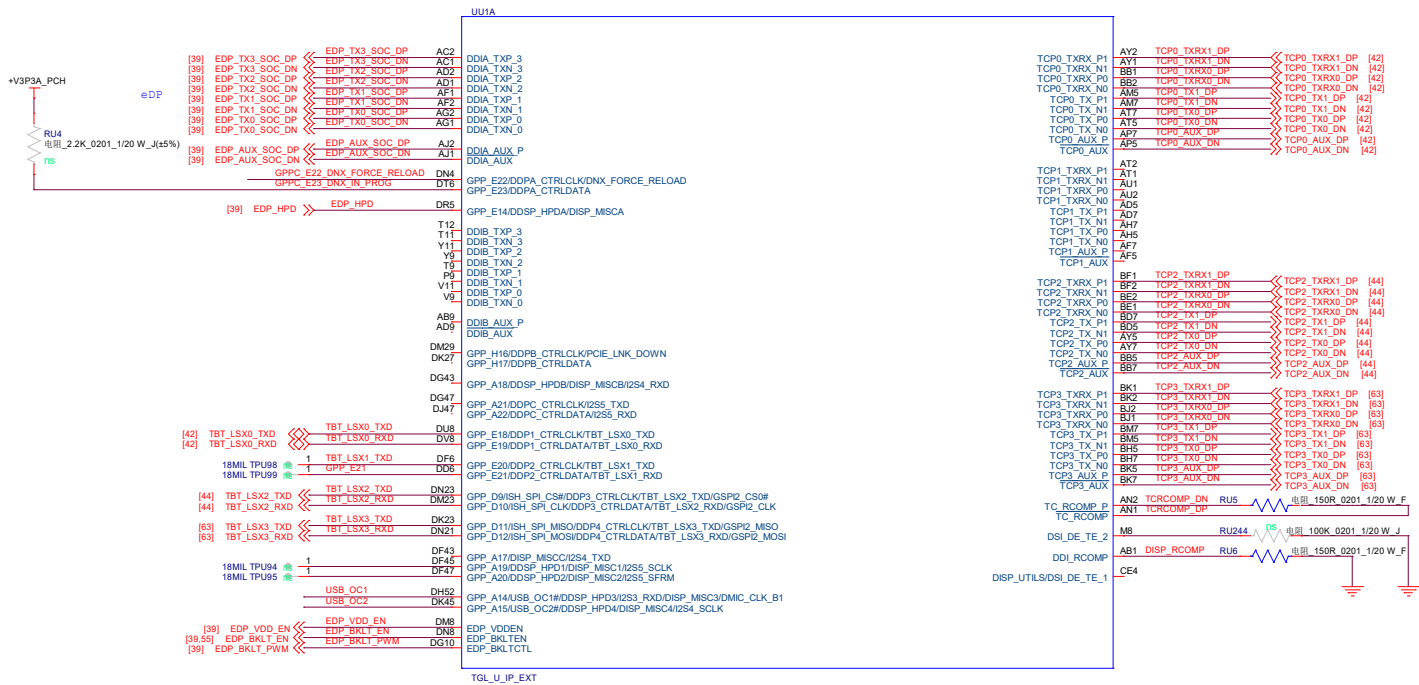 UU1A
+V3P3A_PCH
eDP
RU4
电阻_2.2K_0201_1/20 W_J(±5%)
ns
[39] EDP_TX3_SOC_DP EDP_TX3_SOC_DP AC2 DDIA_TXP_3
[39] EDP_TX3_SOC_DN EDP_TX3_SOC_DN AC1 DDIA_TXN_3
[39] EDP_TX2_SOC_DP EDP_TX2_SOC_DP AD2 DDIA_TXP_2
[39] EDP_TX2_SOC_DN EDP_TX2_SOC_DN AD1 DDIA_TXN_2
[39] EDP_TX1_SOC_DP EDP_TX1_SOC_DP AF1 DDIA_TXP_1
[39] EDP_TX1_SOC_DN EDP_TX1_SOC_DN AF2 DDIA_TXN_1
[39] EDP_TX0_SOC_DP EDP_TX0_SOC_DP AG2 DDIA_TXP_0
[39] EDP_TX0_SOC_DN EDP_TX0_SOC_DN AG1 DDIA_TXN_0
[39] EDP_AUX_SOC_DP EDP_AUX_SOC_DP AJ2 DDIA_AUX_P
[39] EDP_AUX_SOC_DN EDP_AUX_SOC_DN AJ1 DDIA_AUX
GPPC_E22_DNX_FORCE_RELOAD DN4 GPP_E22/DDPA_CTRLCLK/DNX_FORCE_RELOAD
GPPC_E23_DNX_IN_PROG DT6 GPP_E23/DDPA_CTRLDATA
[39] EDP_HPD EDP_HPD DR5 GPP_E14/DDSP_HPDA/DISP_MISCA
T12 DDIB_TXP_3
T11 DDIB_TXN_3
Y11 DDIB_TXP_2
Y9 DDIB_TXN_2
T9 DDIB_TXP_1
P9 DDIB_TXN_1
V11 DDIB_TXP_0
V9 DDIB_TXN_0
AB9 DDIB_AUX_P
AD9 DDIB_AUX
DM29 GPP_H16/DDPB_CTRLCLK/PCIE_LNK_DOWN
DK27 GPP_H17/DDPB_CTRLDATA
DG43 GPP_A18/DDSP_HPDB/DISP_MISCB/I2S4_RXD
DG47 GPP_A21/DDPC_CTRLCLK/I2S5_TXD
DJ47 GPP_A22/DDPC_CTRLDATA/I2S5_RXD
[42] TBT_LSX0_TXD TBT_LSX0_TXD DU8 GPP_E18/DDP1_CTRLCLK/TBT_LSX0_TXD
[42] TBT_LSX0_RXD TBT_LSX0_RXD DV8 GPP_E19/DDP1_CTRLDATA/TBT_LSX0_RXD
18MIL TPU98 ns 1 TBT_LSX1_TXD DF6 GPP_E20/DDP2_CTRLCLK/TBT_LSX1_TXD
18MIL TPU99 ns 1 GPP_E21 DD6 GPP_E21/DDP2_CTRLDATA/TBT_LSX1_RXD
[44] TBT_LSX2_TXD TBT_LSX2_TXD DN23 GPP_D9/ISH_SPI_CS#/DDP3_CTRLCLK/TBT_LSX2_TXD/GSPI2_CS0#
[44] TBT_LSX2_RXD TBT_LSX2_RXD DM23 GPP_D10/ISH_SPI_CLK/DDP3_CTRLDATA/TBT_LSX2_RXD/GSPI2_CLK
[63] TBT_LSX3_TXD TBT_LSX3_TXD DK23 GPP_D11/ISH_SPI_MISO/DDP4_CTRLCLK/TBT_LSX3_TXD/GSPI2_MISO
[63] TBT_LSX3_RXD TBT_LSX3_RXD DN21 GPP_D12/ISH_SPI_MOSI/DDP4_CTRLDATA/TBT_LSX3_RXD/GSPI2_MOSI
DF43 GPP_A17/DISP_MISCC/I2S4_TXD
18MIL TPU94 ns 1 DF45 GPP_A19/DDSP_HPD1/DISP_MISC1/I2S5_SCLK
18MIL TPU95 ns 1 DF47 GPP_A20/DDSP_HPD2/DISP_MISC2/I2S5_SFRM
USB_OC1 DH52 GPP_A14/USB_OC1#/DDSP_HPD3/I2S3_RXD/DISP_MISC3/DMIC_CLK_B1
USB_OC2 DK45 GPP_A15/USB_OC2#/DDSP_HPD4/DISP_MISC4/I2S4_SCLK
[39] EDP_VDD_EN EDP_VDD_EN DM8 EDP_VDDEN
[39,55] EDP_BKLT_EN EDP_BKLT_EN DN8 EDP_BKLTEN
[39] EDP_BKLT_PWM EDP_BKLT_PWM DG10 EDP_BKLTCTL
TCP0_TXRX_P1 AY2 TCP0_TXRX1_DP TCP0_TXRX1_DP [42]
TCP0_TXRX_N1 AY1 TCP0_TXRX1_DN TCP0_TXRX1_DN [42]
TCP0_TXRX_P0 BB1 TCP0_TXRX0_DP TCP0_TXRX0_DP [42]
TCP0_TXRX_N0 BB2 TCP0_TXRX0_DN TCP0_TXRX0_DN [42]
TCP0_TX_P1 AM5 TCP0_TX1_DP TCP0_TX1_DP [42]
TCP0_TX_N1 AM7 TCP0_TX1_DN TCP0_TX1_DN [42]
TCP0_TX_P0 AT7 TCP0_TX0_DP TCP0_TX0_DP [42]
TCP0_TX_N0 AT5 TCP0_TX0_DN TCP0_TX0_DN [42]
TCP0_AUX_P AP7 TCP0_AUX_DP TCP0_AUX_DP [42]
TCP0_AUX AP5 TCP0_AUX_DN TCP0_AUX_DN [42]
TCP1_TXRX_P1 AT2
TCP1_TXRX_N1 AT1
TCP1_TXRX_P0 AU1
TCP1_TXRX_N0 AU2
TCP1_TX_P1 AD5
TCP1_TX_N1 AD7
TCP1_TX_P0 AH7
TCP1_TX_N0 AH5
TCP1_AUX_P AF7
TCP1_AUX AF5
TCP2_TXRX_P1 BF1 TCP2_TXRX1_DP TCP2_TXRX1_DP [44]
TCP2_TXRX_N1 BF2 TCP2_TXRX1_DN TCP2_TXRX1_DN [44]
TCP2_TXRX_P0 BE2 TCP2_TXRX0_DP TCP2_TXRX0_DP [44]
TCP2_TXRX_N0 BE1 TCP2_TXRX0_DN TCP2_TXRX0_DN [44]
TCP2_TX_P1 BD7 TCP2_TX1_DP TCP2_TX1_DP [44]
TCP2_TX_N1 BD5 TCP2_TX1_DN TCP2_TX1_DN [44]
TCP2_TX_P0 AY5 TCP2_TX0_DP TCP2_TX0_DP [44]
TCP2_TX_N0 AY7 TCP2_TX0_DN TCP2_TX0_DN [44]
TCP2_AUX_P BB5 TCP2_AUX_DP TCP2_AUX_DP [44]
TCP2_AUX BB7 TCP2_AUX_DN TCP2_AUX_DN [44]
TCP3_TXRX_P1 BK1 TCP3_TXRX1_DP TCP3_TXRX1_DP [63]
TCP3_TXRX_N1 BK2 TCP3_TXRX1_DN TCP3_TXRX1_DN [63]
TCP3_TXRX_P0 BJ2 TCP3_TXRX0_DP TCP3_TXRX0_DP [63]
TCP3_TXRX_N0 BJ1 TCP3_TXRX0_DN TCP3_TXRX0_DN [63]
TCP3_TX_P1 BM7 TCP3_TX1_DP TCP3_TX1_DP [63]
TCP3_TX_N1 BM5 TCP3_TX1_DN TCP3_TX1_DN [63]
TCP3_TX_P0 BH5 TCP3_TX0_DP TCP3_TX0_DP [63]
TCP3_TX_N0 BH7 TCP3_TX0_DN TCP3_TX0_DN [63]
TCP3_AUX_P BK5 TCP3_AUX_DP TCP3_AUX_DP [63]
TCP3_AUX BK7 TCP3_AUX_DN TCP3_AUX_DN [63]
TC_RCOMP_P AN2 TCRCOMP_DN RU5 电阻_150R_0201_1/20 W_F
TC_RCOMP AN1 TCRCOMP_DP
DSI_DE_TE_2 M8 RU244 ns 电阻_100K_0201_1/20 W_J
DDI_RCOMP AB1 DISP_RCOMP RU6 电阻_150R_0201_1/20 W_F
DISP_UTILS/DSI_DE_TE_1 CE4
TGL_U_IP_EXT